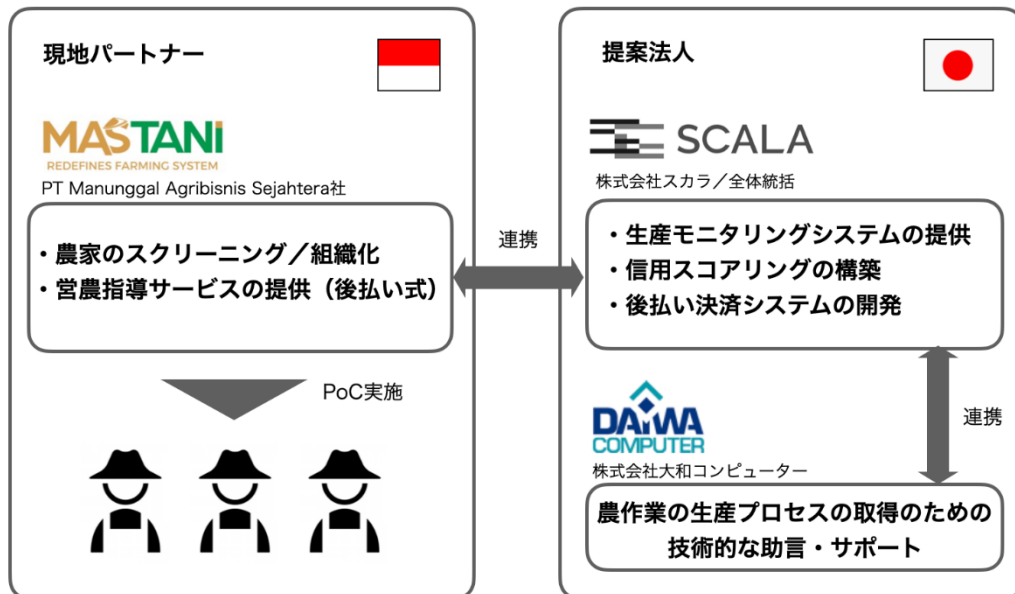 現地パートナー
MASTANi
REDEFINES FARMING SYSTEM
PT Manunggal Agribisnis Sejahtera社
・農家のスクリーニング／組織化
・営農指導サービスの提供（後払い式）
PoC実施
連携
提案法人
SCALA
株式会社スカラ／全体統括
・生産モニタリングシステムの提供
・信用スコアリングの構築
・後払い決済システムの開発
連携
DAiWA
COMPUTER
株式会社大和コンピューター
農作業の生産プロセスの取得のための
技術的な助言・サポート